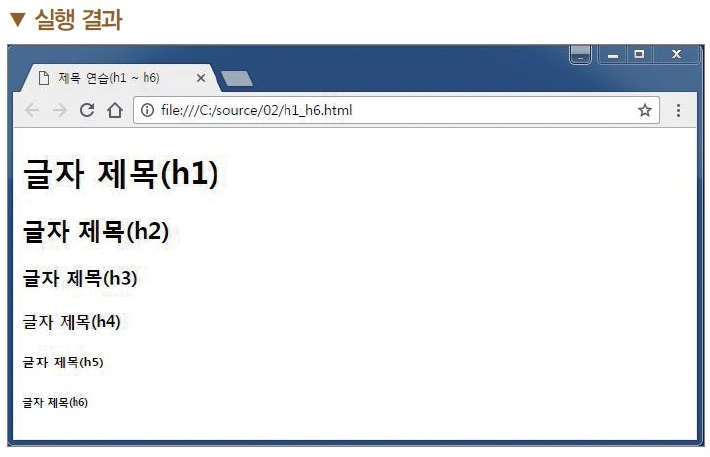 ▼ 실행 결과
제목 연습(h1 ~ h6)
file:///C:/source/02/h1_h6.html
글자 제목(h1)
글자 제목(h2)
글자 제목(h3)
글자 제목(h4)
글자 제목(h5)
글자 제목(h6)